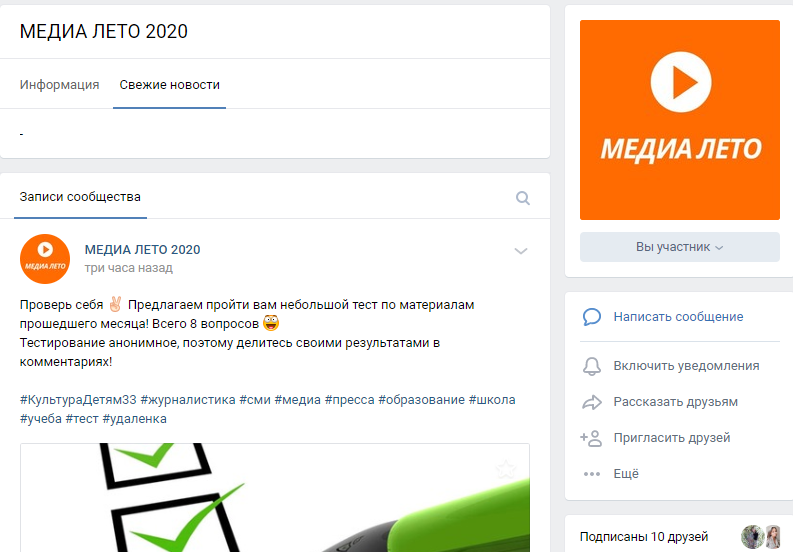 МЕДИА ЛЕТО 2020
Информация
Свежие новости
-
Записи сообщества
МЕДИА ЛЕТО
МЕДИА ЛЕТО 2020
три часа назад
Проверь себя ✌🏻 Предлагаем пройти вам небольшой тест по материалам
прошедшего месяца! Всего 8 вопросов 😀
Тестирование анонимное, поэтому делитесь своими результатами в
комментариях!
#КультураДетям33 #журналистика #сми #медиа #пресса #образование #школа
#учеба #тест #удаленка
МЕДИА ЛЕТО
Вы участник
Написать сообщение
Включить уведомления
Рассказать друзьям
Пригласить друзей
Ещё
Подписаны 10 друзей